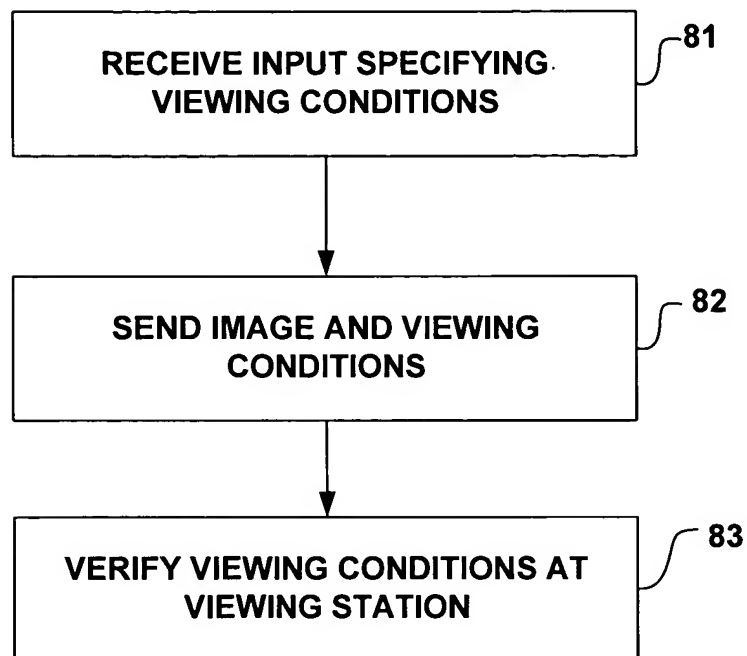 RECEIVE INPUT SPECIFYING
VIEWING CONDITIONS
81
SEND IMAGE AND VIEWING
CONDITIONS
82
VERIFY VIEWING CONDITIONS AT
VIEWING STATION
83